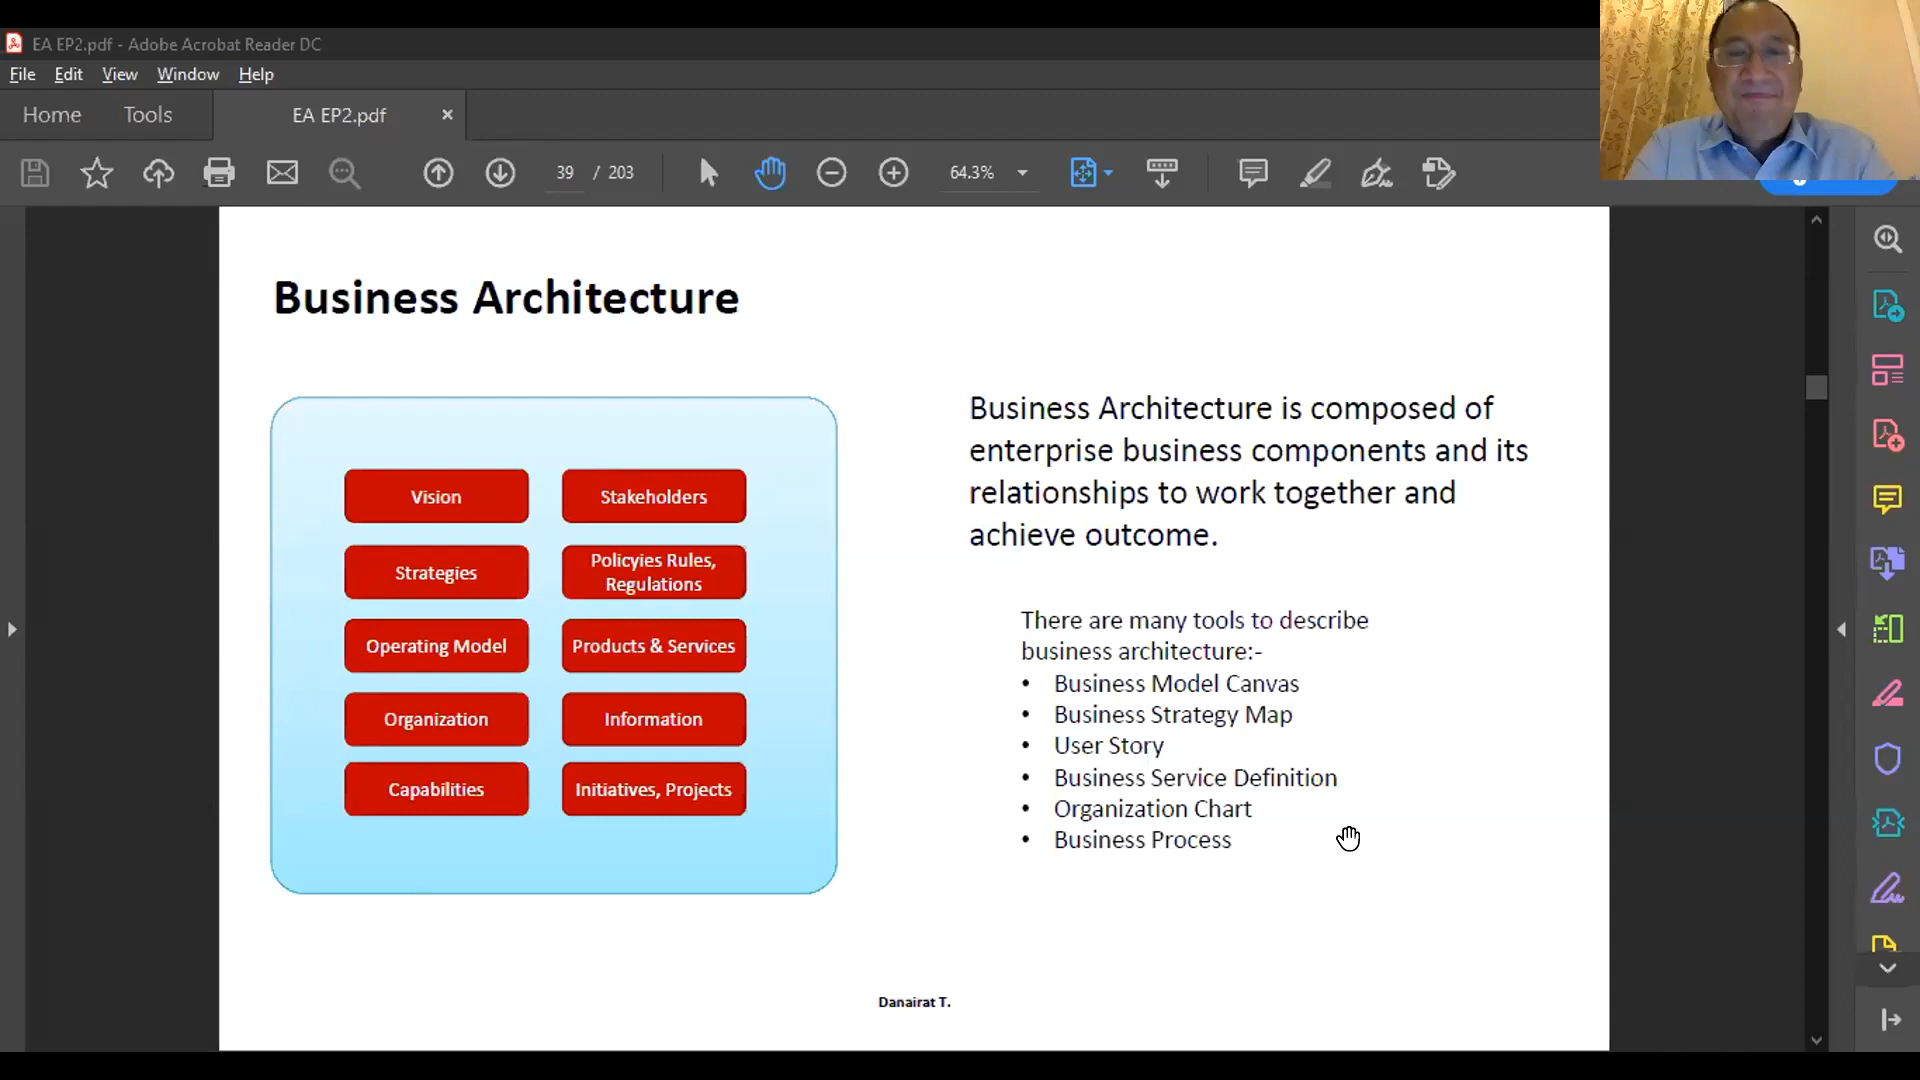 EA EP2.pdf - Adobe Acrobat Reader DC
File Edit View Window Help
Home Tools EA EP2.pdf ×
39 / 203 64.3%
Business Architecture
Vision
Stakeholders
Strategies
Policyies Rules,
Regulations
Operating Model
Products & Services
Organization
Information
Capabilities
Initiatives, Projects
Business Architecture is composed of
enterprise business components and its
relationships to work together and
achieve outcome.
There are many tools to describe
business architecture:-
• Business Model Canvas
• Business Strategy Map
• User Story
• Business Service Definition
• Organization Chart
• Business Process
Danairat T.